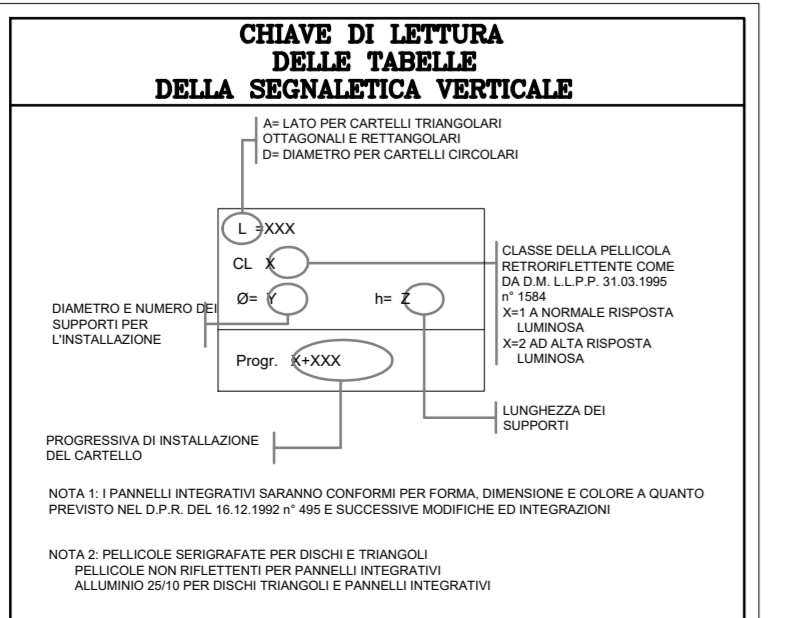 CHIAVE DI LETTURA
DELLE TABELLE
DELLA SEGNALETICA VERTICALE
A= LATO PER CARTELLI TRIANGOLARI
OTTAGONALI E RETTANGOLARI
D= DIAMETRO PER CARTELLI CIRCOLARI
L =XXX
CL X
Ø= Y h= Z
Progr. X+XXX
CLASSE DELLA PELLICOLA
RETRORIFLETTENTE COME
DA D.M. L.L.P.P. 31.03.1995
n° 1584
X=1 A NORMALE RISPOSTA
LUMINOSA
X=2 AD ALTA RISPOSTA
LUMINOSA
DIAMETRO E NUMERO DEI
SUPPORTI PER
L'INSTALLAZIONE
LUNGHEZZA DEI
SUPPORTI
PROGRESSIVA DI INSTALLAZIONE
DEL CARTELLO
NOTA 1: I PANNELLI INTEGRATIVI SARANNO CONFORMI PER FORMA, DIMENSIONE E COLORE A QUANTO
PREVISTO NEL D.P.R. DEL 16.12.1992 n° 495 E SUCCESSIVE MODIFICHE ED INTEGRAZIONI
NOTA 2: PELLICOLE SERIGRAFATE PER DISCHI E TRIANGOLI
PELLICOLE NON RIFLETTENTI PER PANNELLI INTEGRATIVI
ALLUMINIO 25/10 PER DISCHI TRIANGOLI E PANNELLI INTEGRATIVI